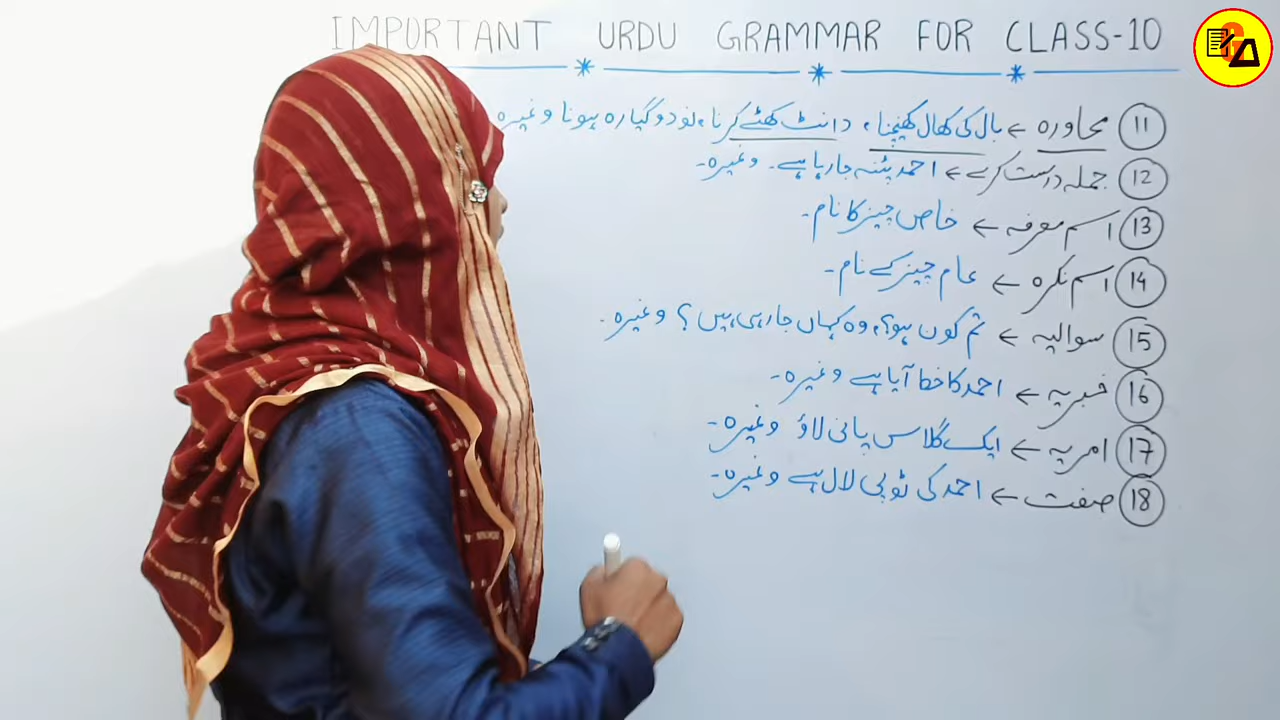 IMPORTANT URDU GRAMMAR FOR CLASS-10
(11) محاورہ ← بال کی کھال کھینچنا، دانت کھٹے کرنا، نو دو گیارہ ہونا وغیرہ
(12) جملہ درست کریے ← احمد پٹنہ جا رہا ہے۔ وغیرہ۔
(13) اسم معرفہ ← خاص چیز کا نام۔
(14) اسم نکرہ ← عام چیز کے نام۔
(15) سوالیہ ← تم کون ہو؟، وہ کہاں جا رہی ہیں؟ وغیرہ۔
(16) خبریہ ← احمد کا خط آیا ہے وغیرہ۔
(17) امریہ ← ایک گلاس پانی لاؤ وغیرہ۔
(18) صفت ← احمد کی ٹوپی لال ہے وغیرہ۔